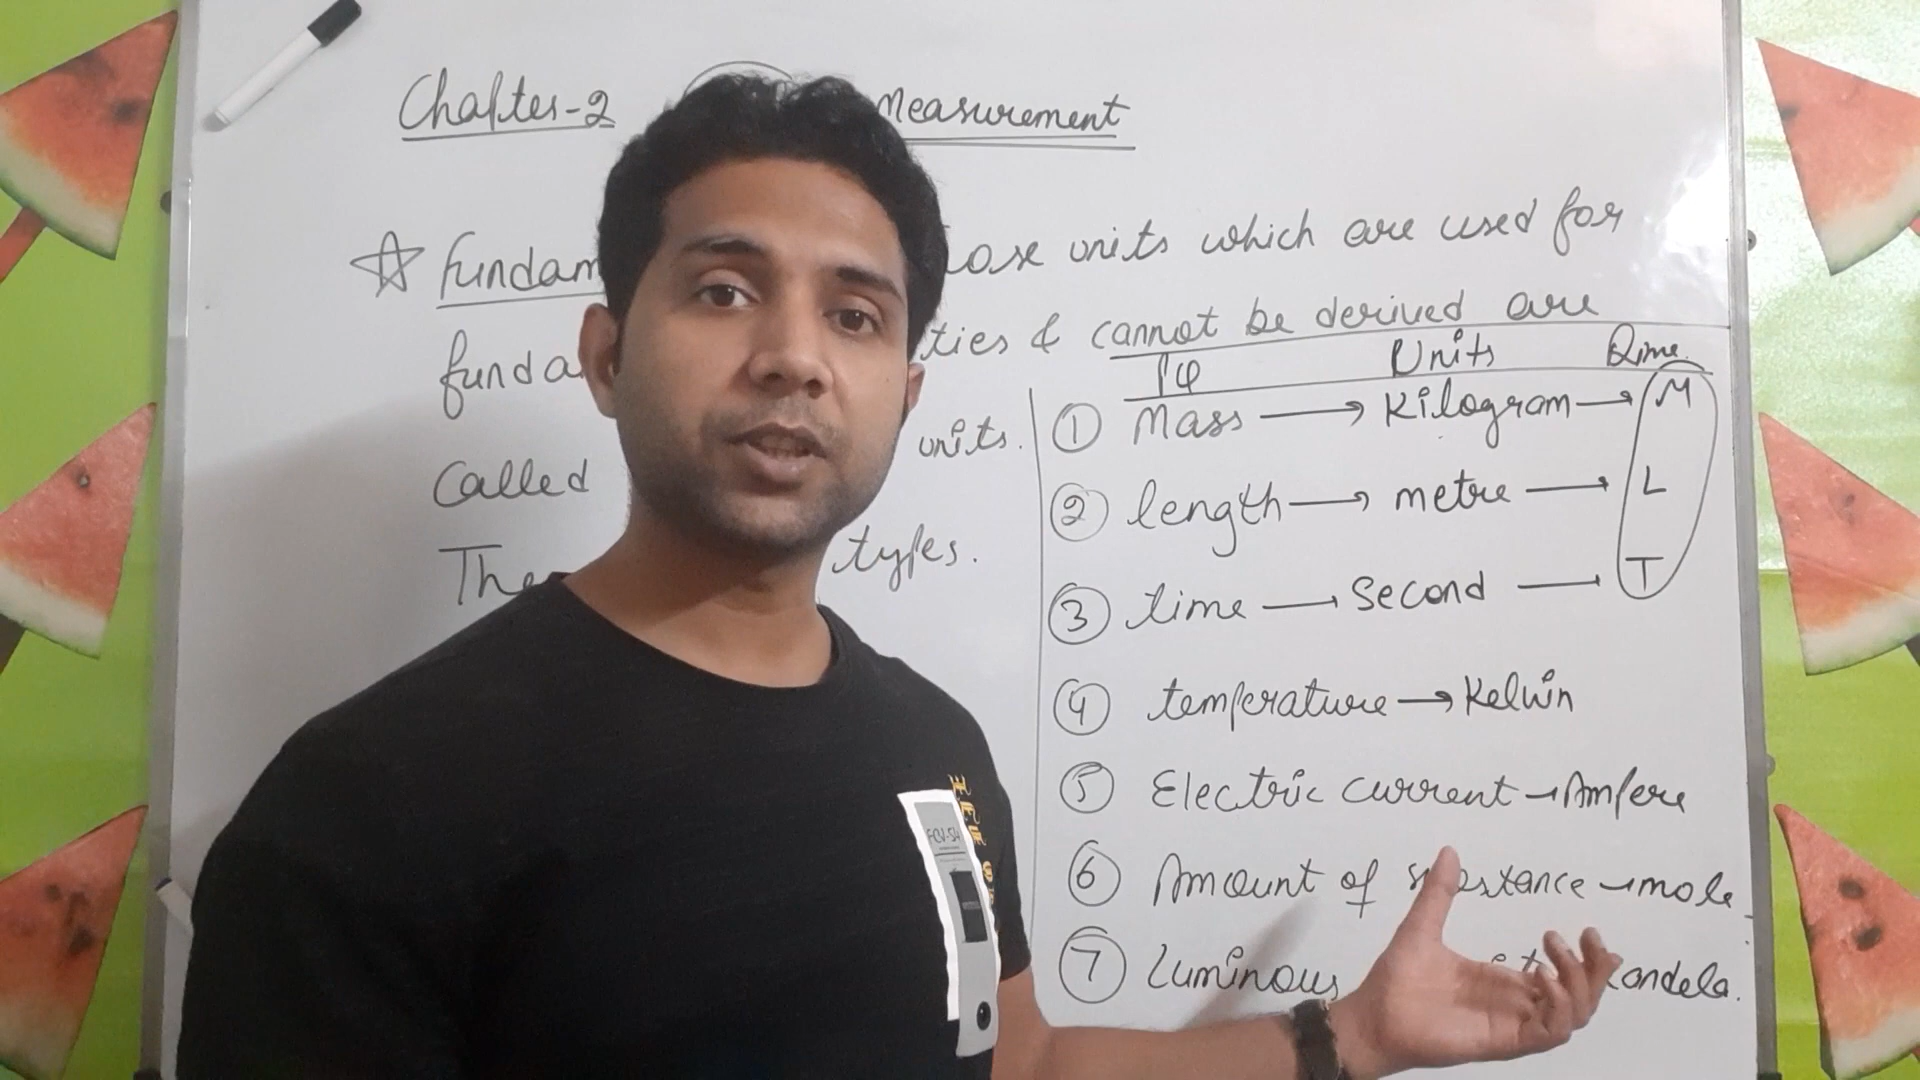 Chapter-2 Measurement
Fundam ose units which are used for
funda ties & cannot be derived are
Called units.
The types.
PQ Units Dime.
① Mass → Kilogram → M
② length → metre → L
③ time → Second → T
④ temperature → Kelvin
⑤ Electric current → Ampere
⑥ Amount of substance → mole
⑦ Luminous Candela.